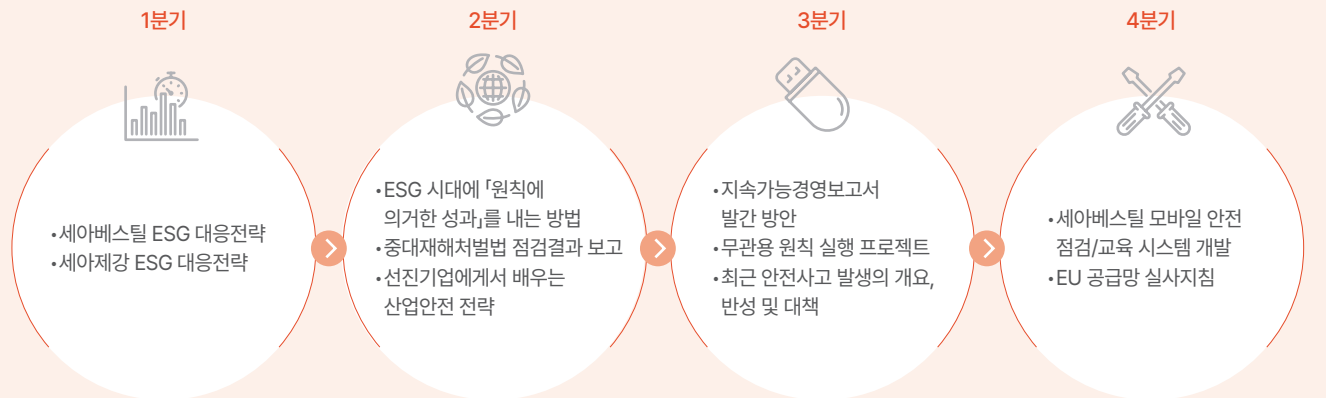 1분기
2분기
3분기
4분기
•세아베스틸 ESG 대응전략
•세아제강 ESG 대응전략
•ESG 시대에 「원칙에
의거한 성과」를 내는 방법
•중대재해처벌법 점검결과 보고
•선진기업에게서 배우는
산업안전 전략
•지속가능경영보고서
발간 방안
•무관용 원칙 실행 프로젝트
•최근 안전사고 발생의 개요,
반성 및 대책
•세아베스틸 모바일 안전
점검/교육 시스템 개발
•EU 공급망 실사지침